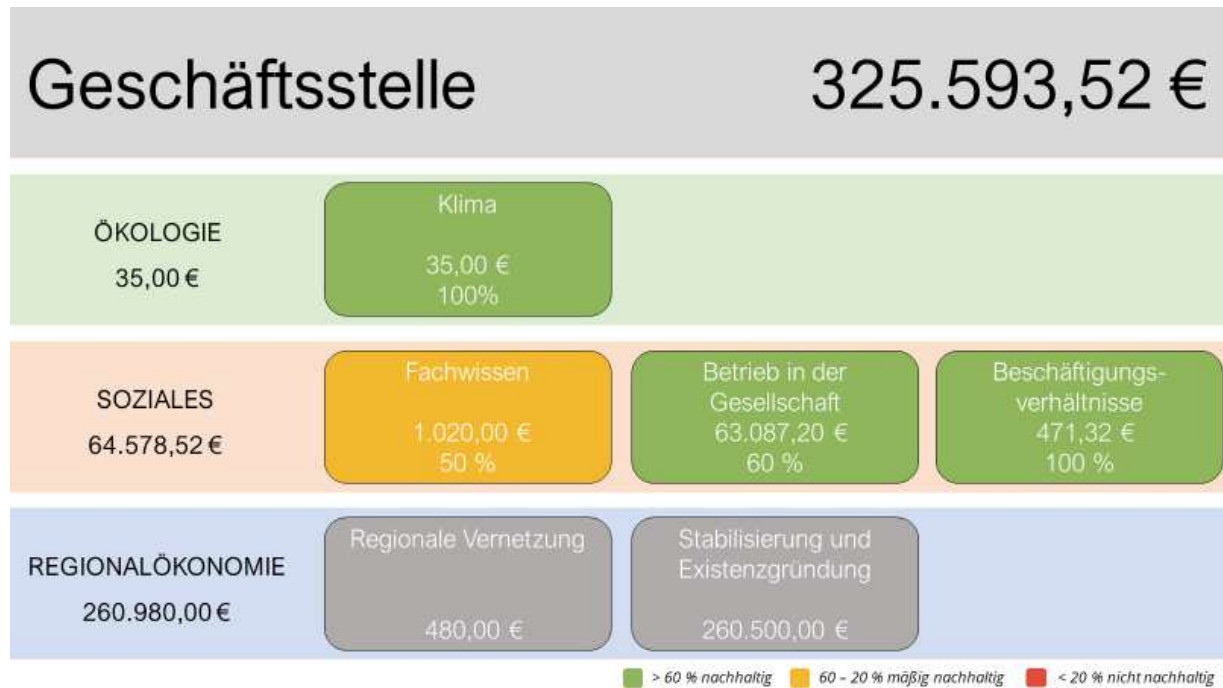 Geschäftsstelle 325.593,52 €
ÖKOLOGIE
35,00 €
Klima
35,00 €
100%
SOZIALES
64.578,52 €
Fachwissen
1.020,00 €
50 %
Betrieb in der
Gesellschaft
63.087,20 €
60 %
Beschäftigungs-
verhältnisse
471,32 €
100 %
REGIONALÖKONOMIE
260.980,00 €
Regionale Vernetzung
480,00 €
Stabilisierung und
Existenzgründung
260.500,00 €
> 60 % nachhaltig 60 – 20 % mäßig nachhaltig < 20 % nicht nachhaltig